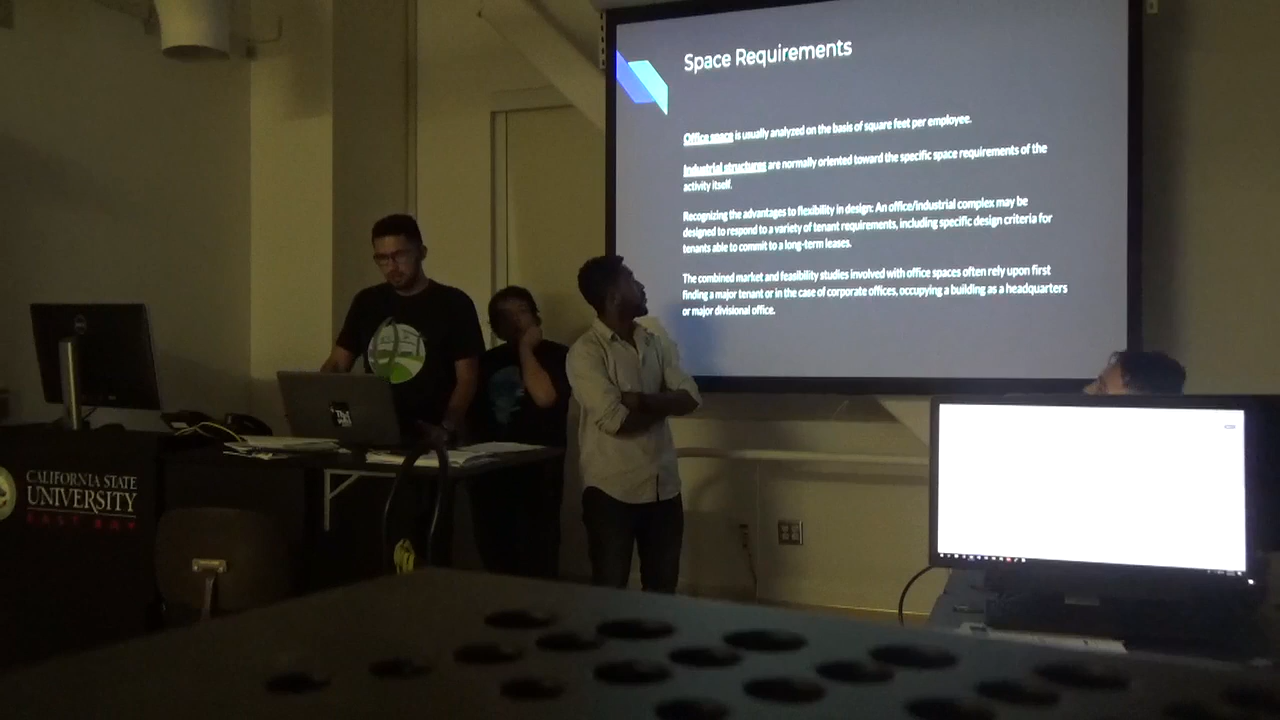 Space Requirements
Office space is usually analyzed on the basis of square feet per employee.
Industrial structures are normally oriented toward the specific space requirements of the
activity itself.
Recognizing the advantages to flexibility in design: An office/industrial complex may be
designed to respond to a variety of tenant requirements, including specific design criteria for
tenants able to commit to a long-term leases.
The combined market and feasibility studies involved with office spaces often rely upon first
finding a major tenant or in the case of corporate offices, occupying a building as a headquarters
or major divisional office.
CALIFORNIA STATE
UNIVERSITY
EAST BAY